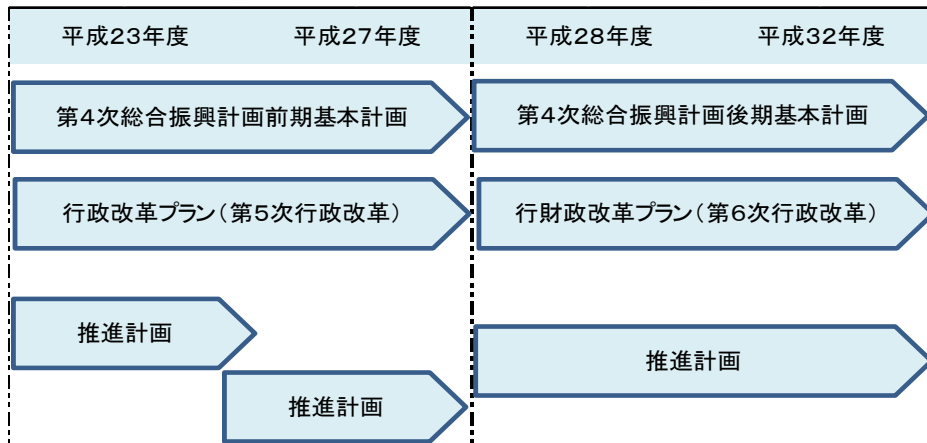 平成23年度 平成27年度 平成28年度 平成32年度
第4次総合振興計画前期基本計画 第4次総合振興計画後期基本計画
行政改革プラン（第5次行政改革） 行財政改革プラン（第6次行政改革）
推進計画
推進計画
推進計画